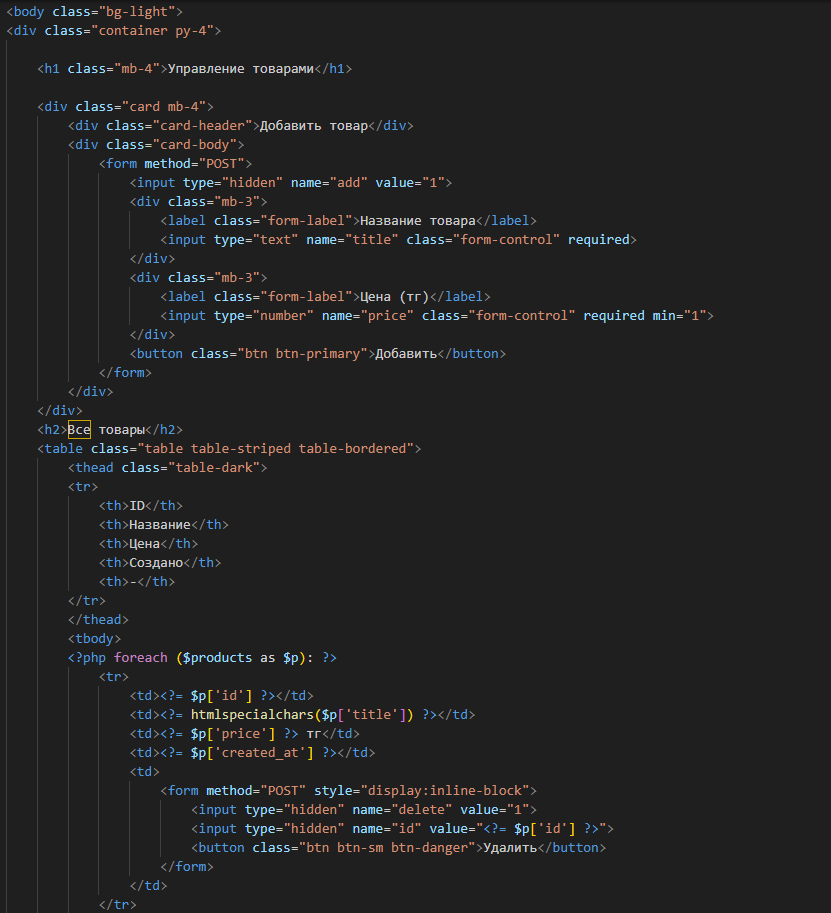 <body class="bg-light">
<div class="container py-4">
<h1 class="mb-4">Управление товарами</h1>
<div class="card mb-4">
<div class="card-header">Добавить товар</div>
<div class="card-body">
<form method="POST">
<input type="hidden" name="add" value="1">
<div class="mb-3">
<label class="form-label">Название товара</label>
<input type="text" name="title" class="form-control" required>
</div>
<div class="mb-3">
<label class="form-label">Цена (тг)</label>
<input type="number" name="price" class="form-control" required min="1">
</div>
<button class="btn btn-primary">Добавить</button>
</form>
</div>
</div>
<h2>Все товары</h2>
<table class="table table-striped table-bordered">
<thead class="table-dark">
<tr>
<th>ID</th>
<th>Название</th>
<th>Цена</th>
<th>Создано</th>
<th>-</th>
</tr>
</thead>
<tbody>
<?php foreach ($products as $p): ?>
<tr>
<td><?= $p['id'] ?></td>
<td><?= htmlspecialchars($p['title']) ?></td>
<td><?= $p['price'] ?> тг</td>
<td><?= $p['created_at'] ?></td>
<td>
<form method="POST" style="display:inline-block">
<input type="hidden" name="delete" value="1">
<input type="hidden" name="id" value="<?= $p['id'] ?>">
<button class="btn btn-sm btn-danger">Удалить</button>
</form>
</td>
</tr>